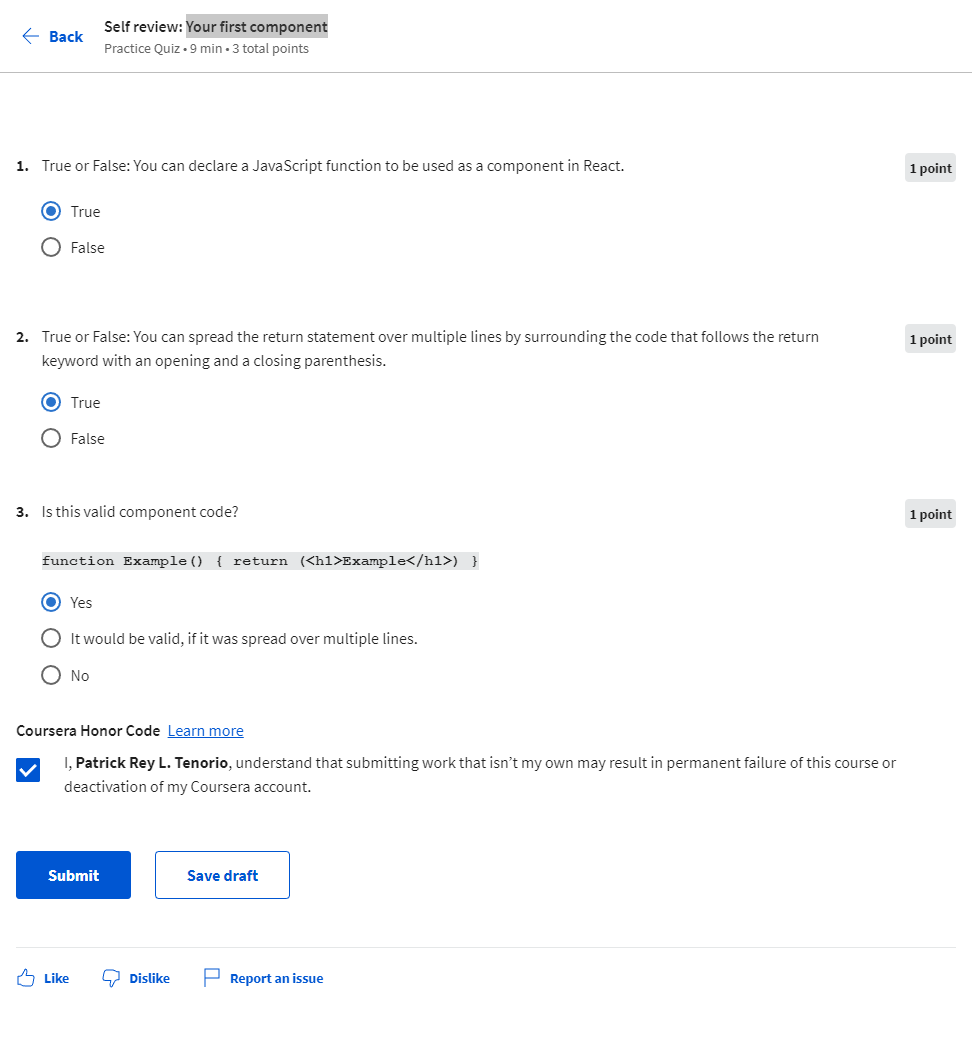 Back
Self review: Your first component
Practice Quiz • 9 min • 3 total points
1. True or False: You can declare a JavaScript function to be used as a component in React.
1 point
True
False
2. True or False: You can spread the return statement over multiple lines by surrounding the code that follows the return
keyword with an opening and a closing parenthesis.
1 point
True
False
3. Is this valid component code?
1 point
function Example() { return (<h1>Example</h1>) }
Yes
It would be valid, if it was spread over multiple lines.
No
Coursera Honor Code Learn more
I, Patrick Rey L. Tenorio, understand that submitting work that isn’t my own may result in permanent failure of this course or
deactivation of my Coursera account.
Submit Save draft
Like Dislike Report an issue